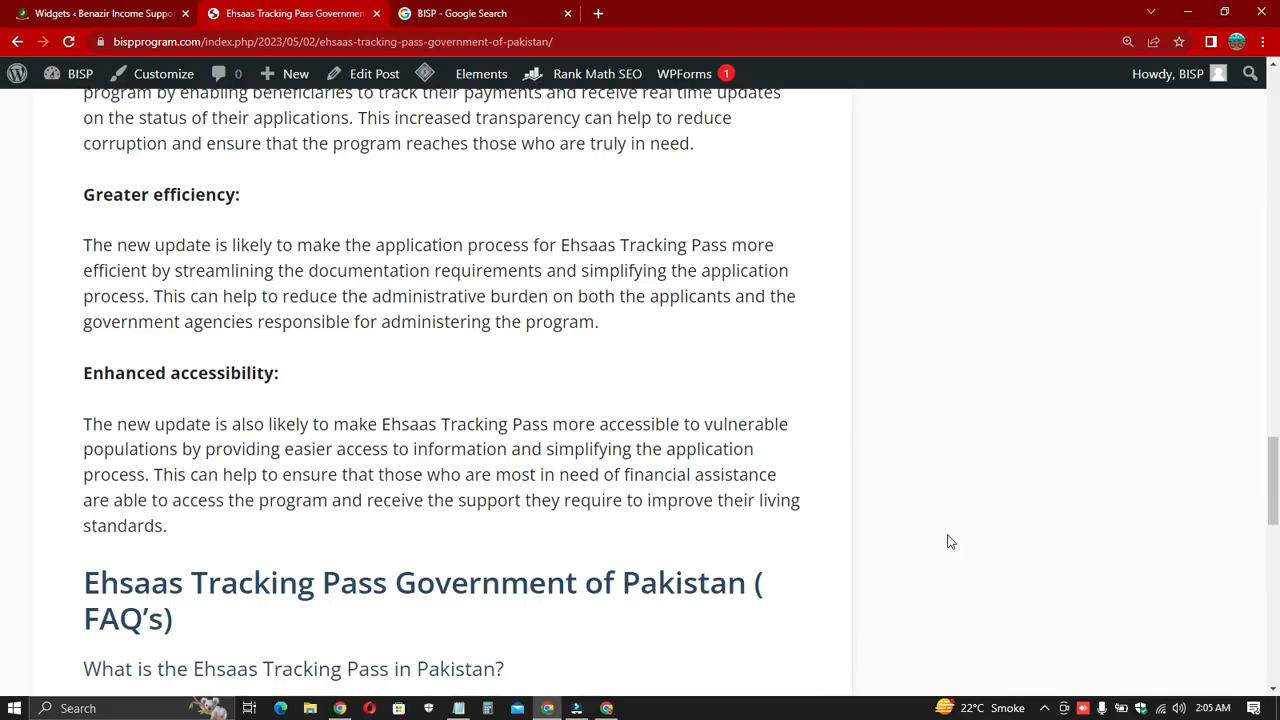 Widgets ‹ Benazir Income Suppo
Ehsaas Tracking Pass Governmen
BISP - Google Search
bispprogram.com/index.php/2023/05/02/ehsaas-tracking-pass-government-of-pakistan/
BISP
Customize
0
New
Edit Post
Elements
Rank Math SEO
WPForms 1
Howdy, BISP
program by enabling beneficiaries to track their payments and receive real time updates
on the status of their applications. This increased transparency can help to reduce
corruption and ensure that the program reaches those who are truly in need.
Greater efficiency:
The new update is likely to make the application process for Ehsaas Tracking Pass more
efficient by streamlining the documentation requirements and simplifying the application
process. This can help to reduce the administrative burden on both the applicants and the
government agencies responsible for administering the program.
Enhanced accessibility:
The new update is also likely to make Ehsaas Tracking Pass more accessible to vulnerable
populations by providing easier access to information and simplifying the application
process. This can help to ensure that those who are most in need of financial assistance
are able to access the program and receive the support they require to improve their living
standards.
Ehsaas Tracking Pass Government of Pakistan (
FAQ’s)
What is the Ehsaas Tracking Pass in Pakistan?
Search
22°C Smoke
2:05 AM